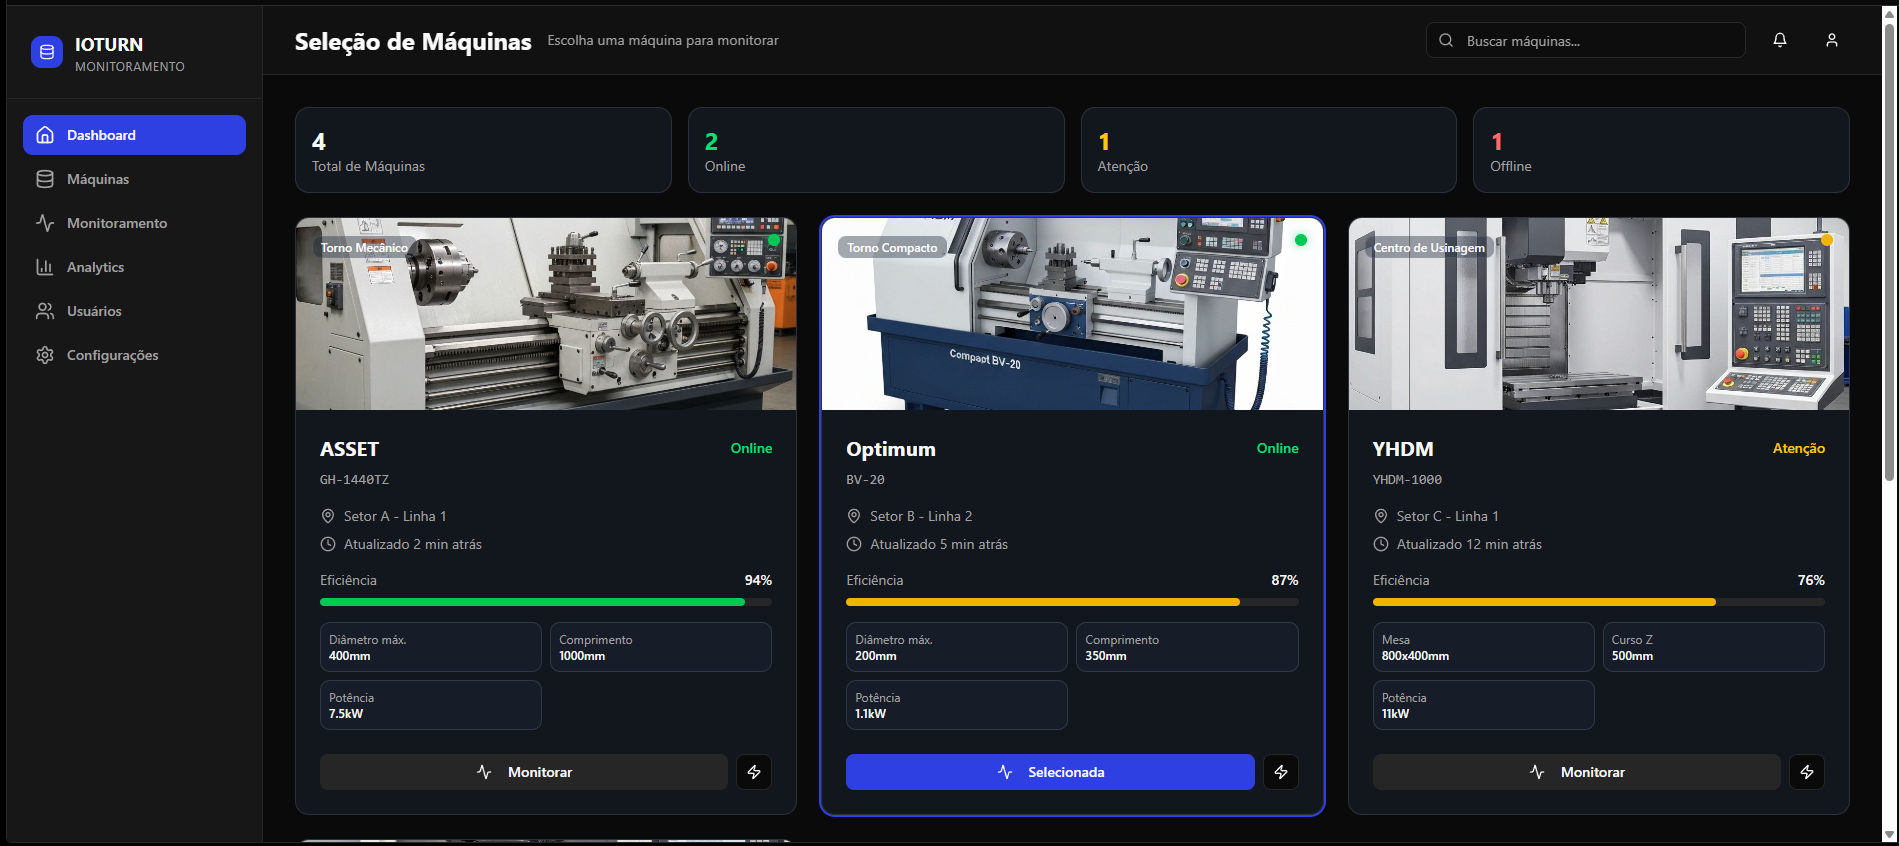 IOTURN
MONITORAMENTO
Dashboard
Máquinas
Monitoramento
Analytics
Usuários
Configurações
Seleção de Máquinas
Escolha uma máquina para monitorar
Buscar máquinas...
4
Total de Máquinas
2
Online
1
Atenção
1
Offline
Torno Mecânico
ASSET
Online
GH-1440TZ
Setor A - Linha 1
Atualizado 2 min atrás
Eficiência
94%
Diâmetro máx.
400mm
Comprimento
1000mm
Potência
7.5kW
Monitorar
Torno Compacto
Compact BV-20
Optimum
Online
BV-20
Setor B - Linha 2
Atualizado 5 min atrás
Eficiência
87%
Diâmetro máx.
200mm
Comprimento
350mm
Potência
1.1kW
Selecionada
Centro de Usinagem
YHDM
Atenção
YHDM-1000
Setor C - Linha 1
Atualizado 12 min atrás
Eficiência
76%
Mesa
800x400mm
Curso Z
500mm
Potência
11kW
Monitorar